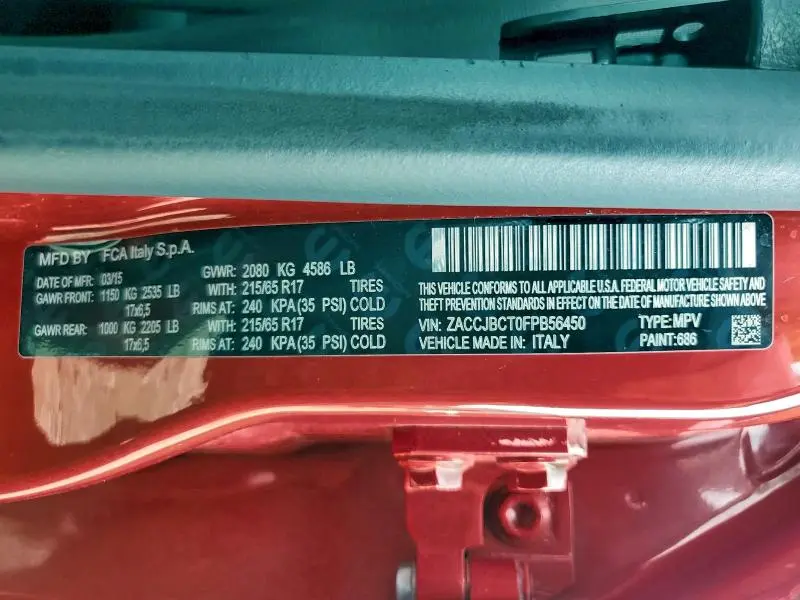 MFD BY FCA Italy S.p.A.
DATE OF MFR: 03/15 GVWR: 2080 KG 4586 LB
GAWR FRONT: 1150 KG 2535 LB WITH: 215/65 R17 TIRES
17x6,5 RIMS AT: 240 KPA(35 PSI) COLD
GAWR REAR: 1000 KG 2205 LB WITH: 215/65 R17 TIRES
17x6,5 RIMS AT: 240 KPA(35 PSI) COLD
THIS VEHICLE CONFORMS TO ALL APPLICABLE U.S.A. FEDERAL MOTOR VEHICLE SAFETY AND
THEFT PREVENTION STANDARDS IN EFFECT ON THE DATE OF MANUFACTURE SHOWN ABOVE
VIN: ZACCJBCT0FPB56450 TYPE: MPV
VEHICLE MADE IN: ITALY PAINT:686